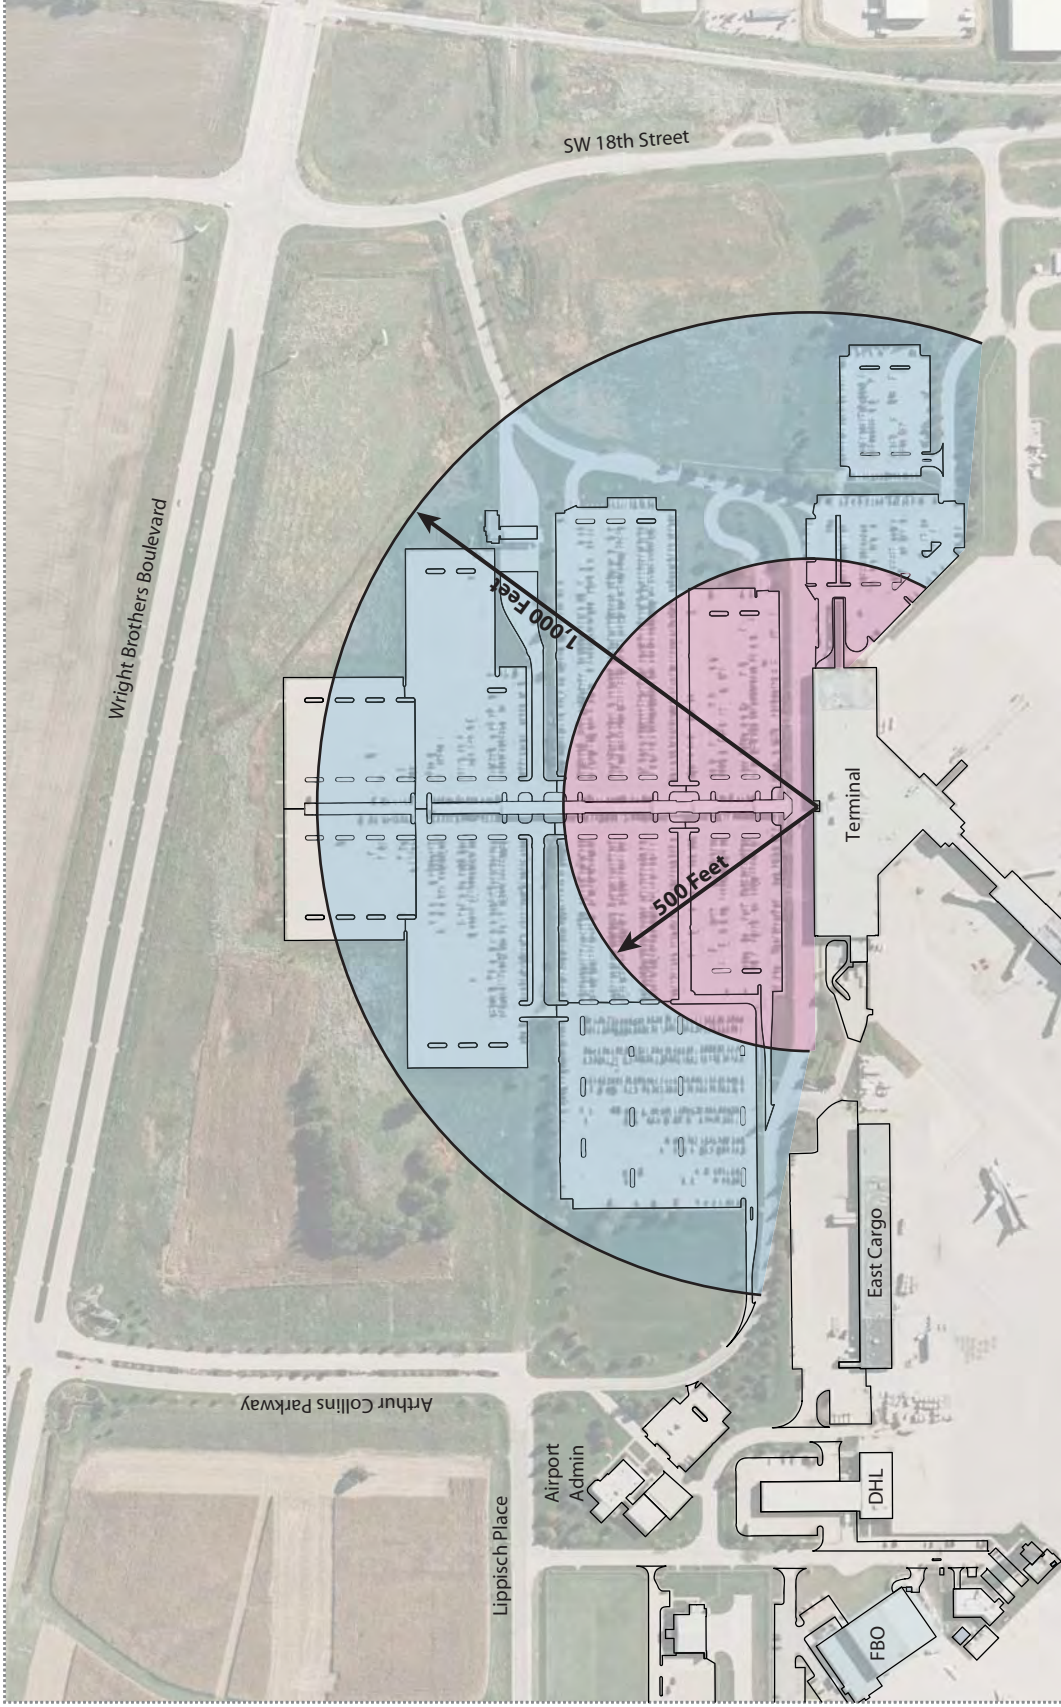 SW 18th Street
Wright Brothers Boulevard
1,000 Feet
500 Feet
Terminal
East Cargo
Arthur Collins Parkway
Airport
Admin
DHL
Lippisch Place
FBO